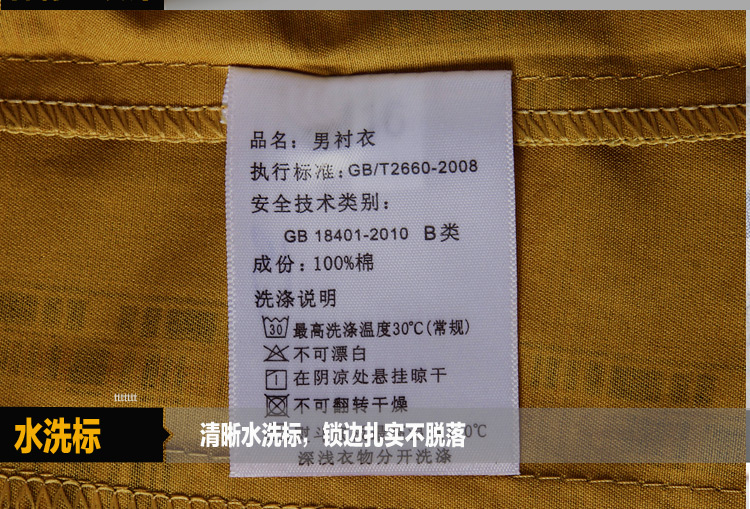 品名：男衬衣
执行标准：GB/T2660-2008
安全技术类别：
GB 18401-2010 B类
成份：100%棉
洗涤说明
30 最高洗涤温度30℃(常规)
不可漂白
在阴凉处悬挂晾干
不可翻转干燥
tttttt
水洗标
清晰水洗标，锁边扎实不脱落
深浅衣物分开洗涤